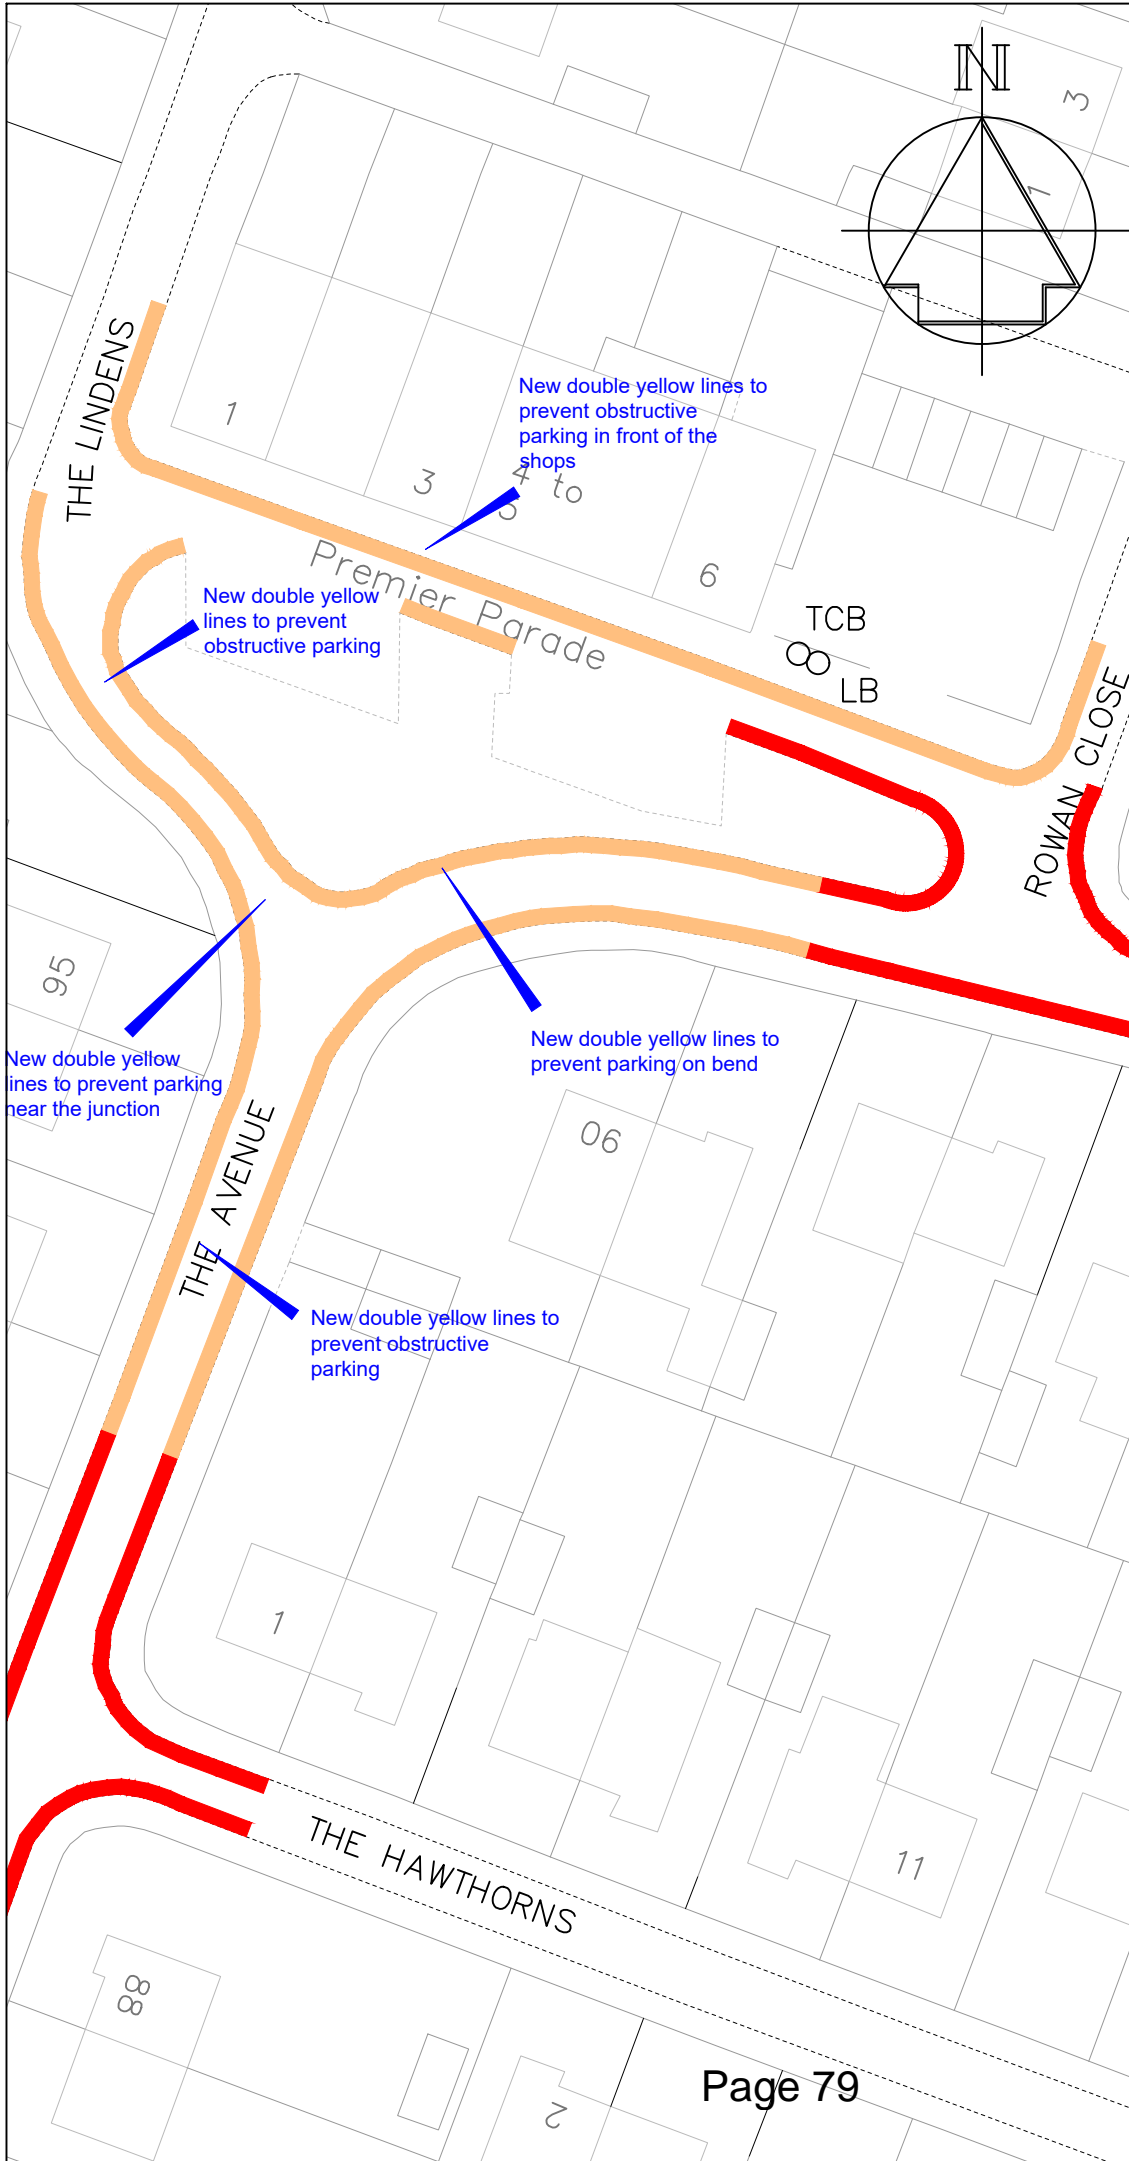 N
3
1
THE LINDENS
New double yellow lines to
prevent obstructive
parking in front of the
shops
1
3
4 to
5
6
Premier Parade
New double yellow
lines to prevent
obstructive parking
TCB
LB
ROWAN CLOSE
95
New double yellow
lines to prevent parking
near the junction
New double yellow lines to
prevent parking on bend
90
THE AVENUE
New double yellow lines to
prevent obstructive
parking
1
THE HAWTHORNS
11
88
2
Page 79